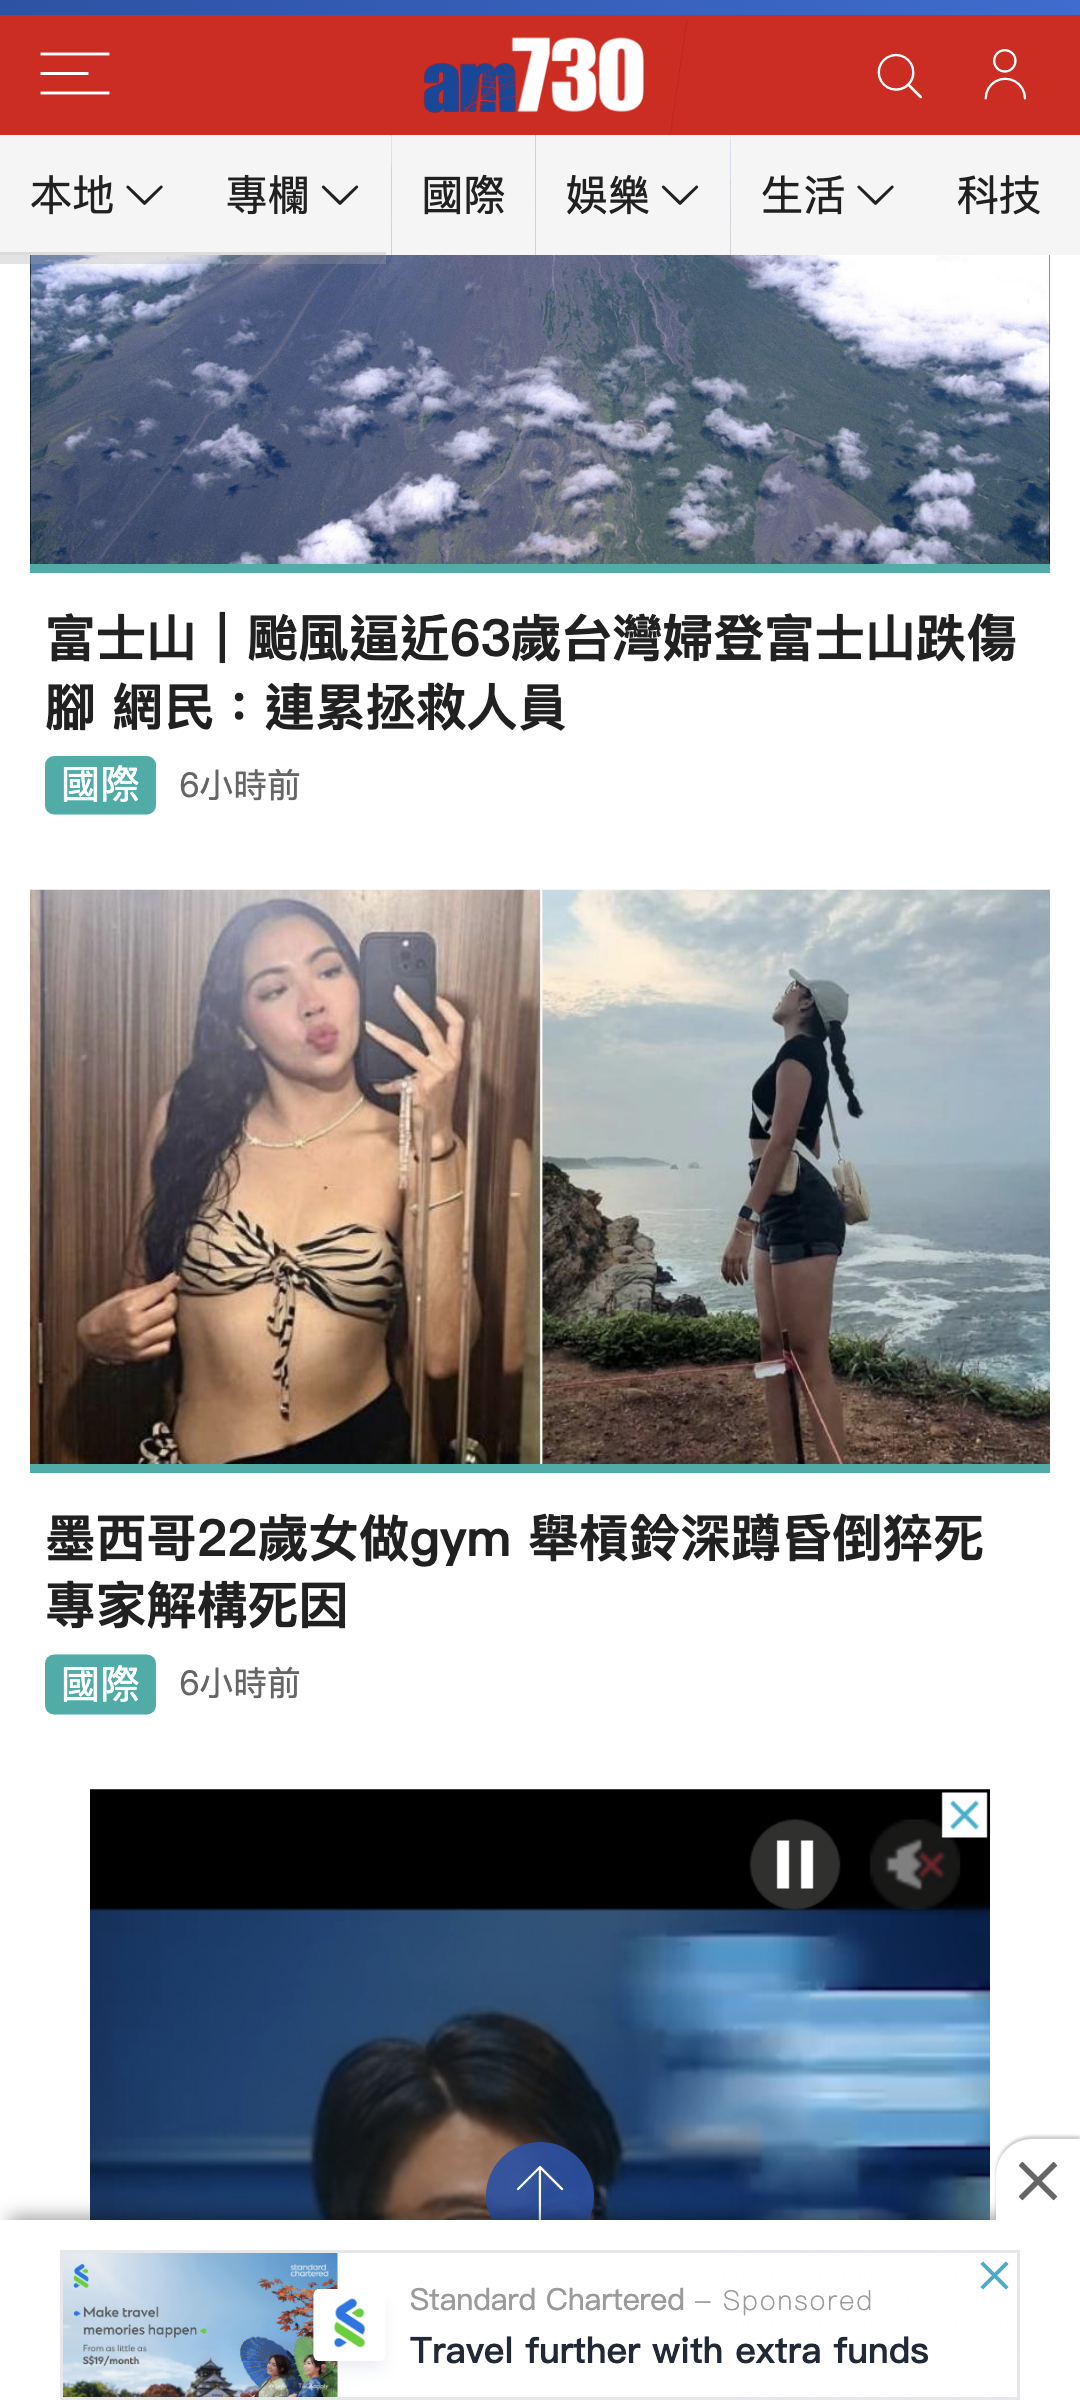 am730
本地
專欄
國際
娛樂
生活
科技
富士山｜颱風逼近63歲台灣婦登富士山跌傷
腳 網民：連累拯救人員
國際
6小時前
墨西哥22歲女做gym 舉槓鈴深蹲昏倒猝死
專家解構死因
國際
6小時前
standard
chartered
Make travel
memories happen
From as little as
S$19/month
Standard Chartered – Sponsored
Travel further with extra funds